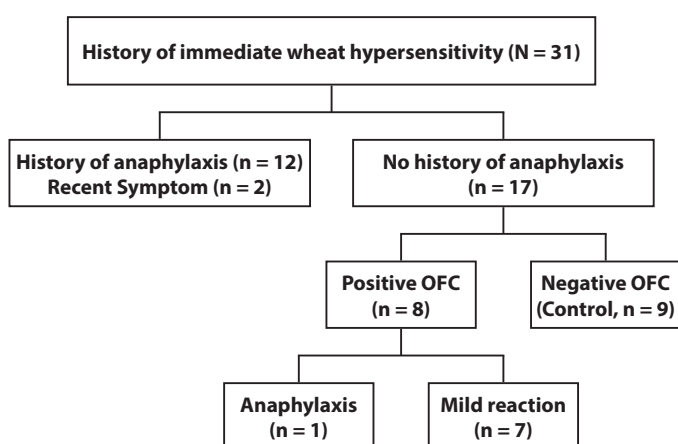 History of immediate wheat hypersensitivity (N = 31)
History of anaphylaxis (n = 12)
Recent Symptom (n = 2)
No history of anaphylaxis
(n = 17)
Positive OFC
(n = 8)
Negative OFC
(Control, n = 9)
Anaphylaxis
(n = 1)
Mild reaction
(n = 7)